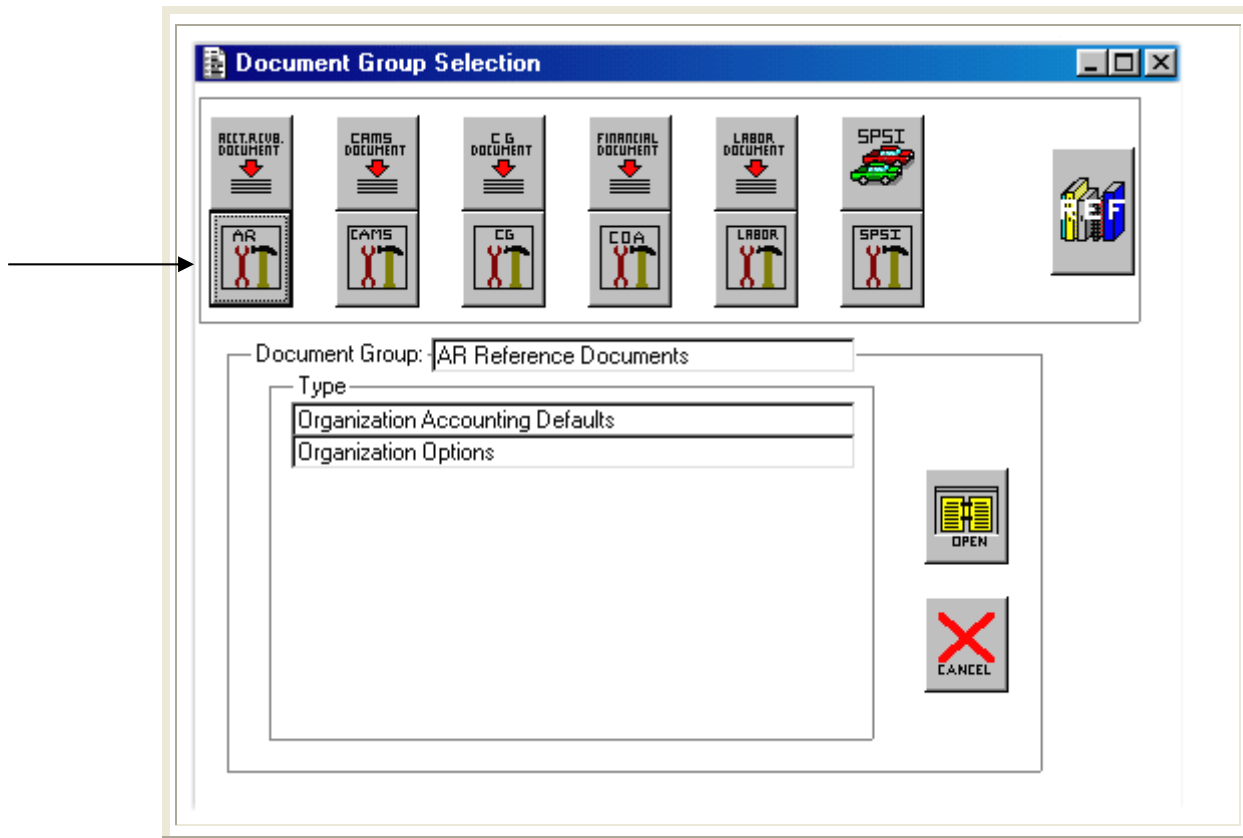 Document Group Selection
ACCT.RCVB. DOCUMENT
CAMS DOCUMENT
C G DOCUMENT
FINANCIAL DOCUMENT
LABOR DOCUMENT
SPSI
REF
AR
CAMS
CG
COA
LABOR
SPSI
Document Group: AR Reference Documents
Type
Organization Accounting Defaults
Organization Options
OPEN
CANCEL